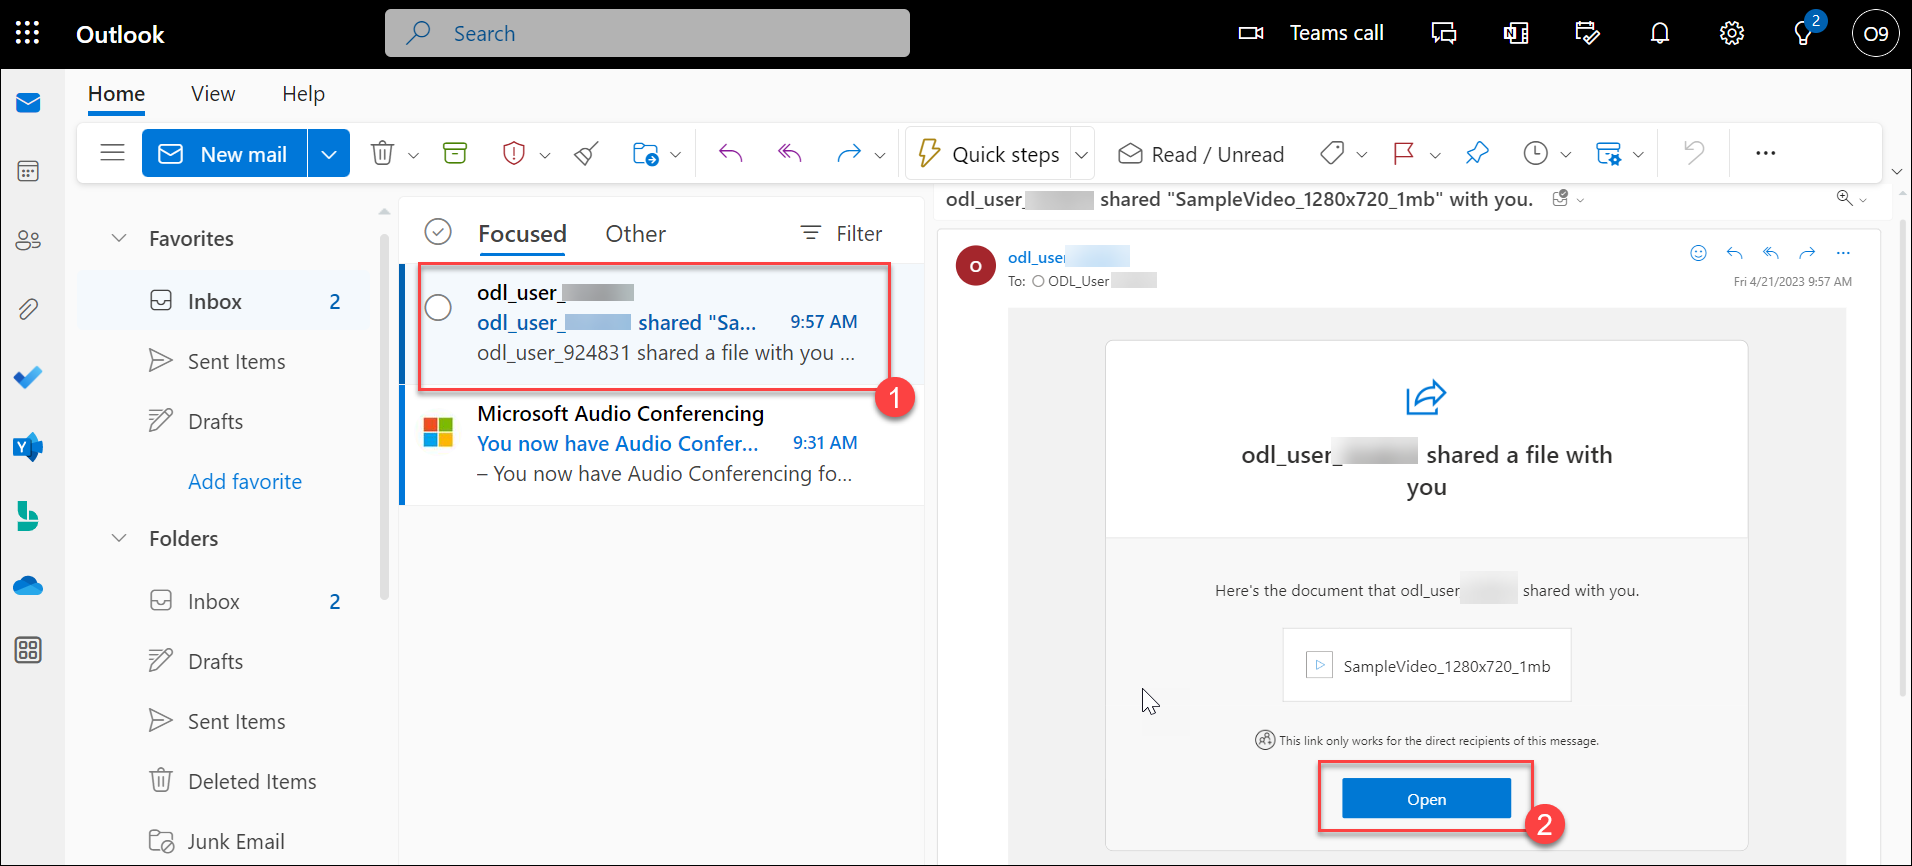 Outlook
Search
Teams call
2
O9
Home
View
Help
New mail
Quick steps
Read / Unread
Favorites
Inbox 2
Sent Items
Drafts
Add favorite
Folders
Inbox 2
Drafts
Sent Items
Deleted Items
Junk Email
Focused
Other
Filter
odl_user_
odl_user_ shared "Sa... 9:57 AM
odl_user_924831 shared a file with you ...
1
Microsoft Audio Conferencing
You now have Audio Confer... 9:31 AM
– You now have Audio Conferencing fo...
odl_user_ shared "SampleVideo_1280x720_1mb" with you.
O
odl_user
To: ODL_User
Fri 4/21/2023 9:57 AM
odl_user_ shared a file with
you
Here's the document that odl_user shared with you.
SampleVideo_1280x720_1mb
This link only works for the direct recipients of this message.
Open
2